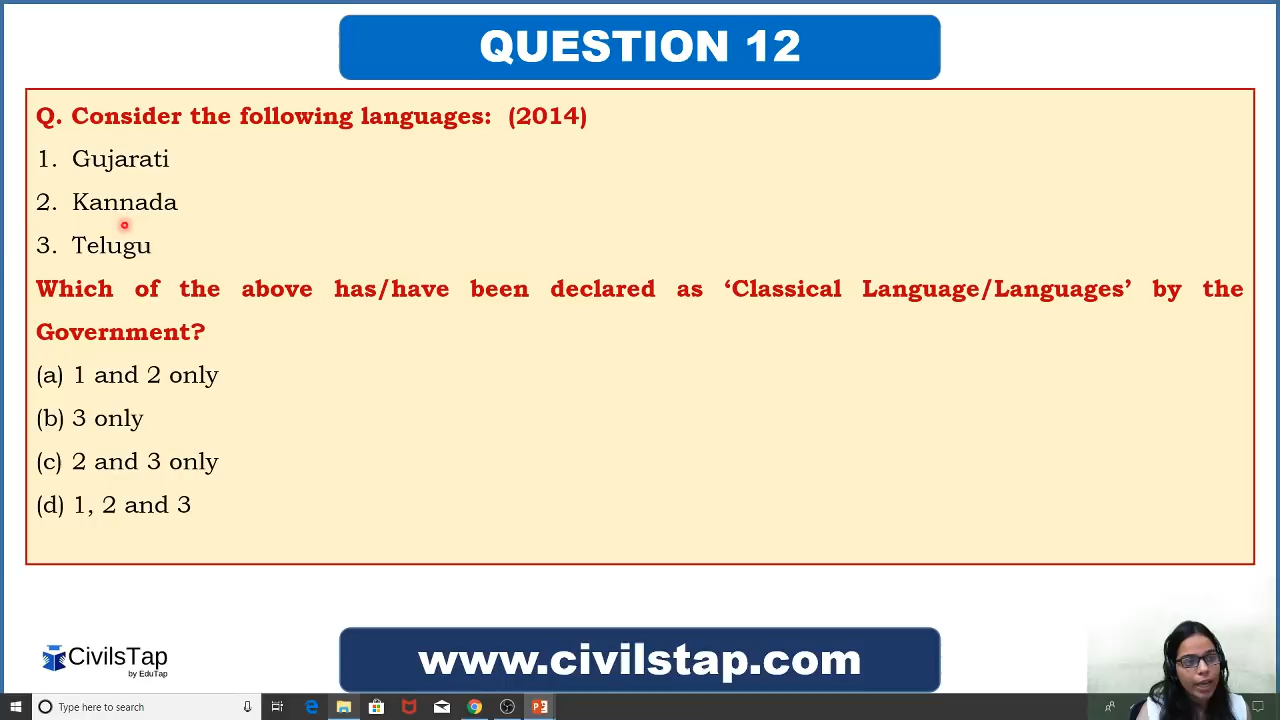 QUESTION 12
Q. Consider the following languages: (2014)
1. Gujarati
2. Kannada
3. Telugu
Which of the above has/have been declared as ‘Classical Language/Languages’ by the
Government?
(a) 1 and 2 only
(b) 3 only
(c) 2 and 3 only
(d) 1, 2 and 3
CivilsTap
by EduTap
www.civilstap.com
Type here to search